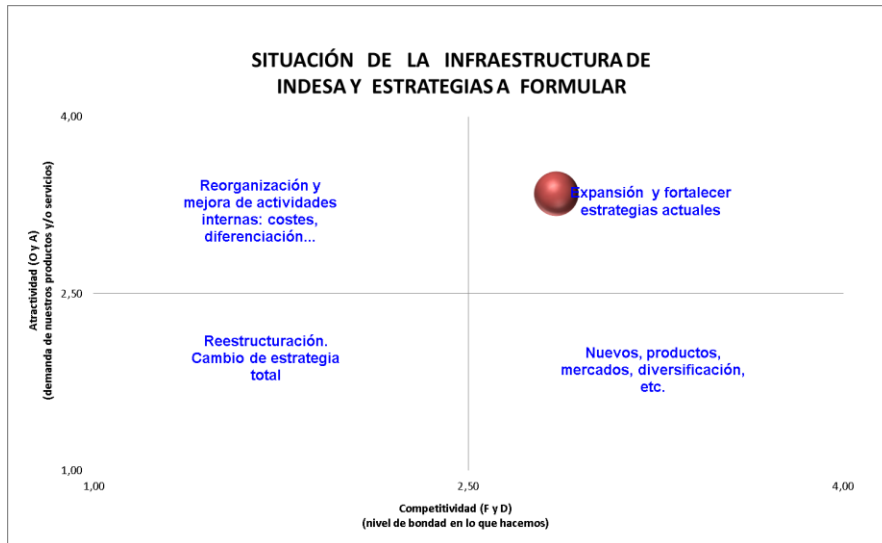 SITUACIÓN DE LA INFRAESTRUCTURA DE
INDESA Y ESTRATEGIAS A FORMULAR
4,00
Reorganización y
mejora de actividades
internas: costes,
diferenciación...
Expansión y fortalecer
estrategias actuales
Atractividad (O y A)
(demanda de nuestros productos y/o servicios)
2,50
Reestructuración.
Cambio de estrategia
total
Nuevos, productos,
mercados, diversificación,
etc.
1,00
1,00
2,50
4,00
Competitividad (F y D)
(nivel de bondad en lo que hacemos)